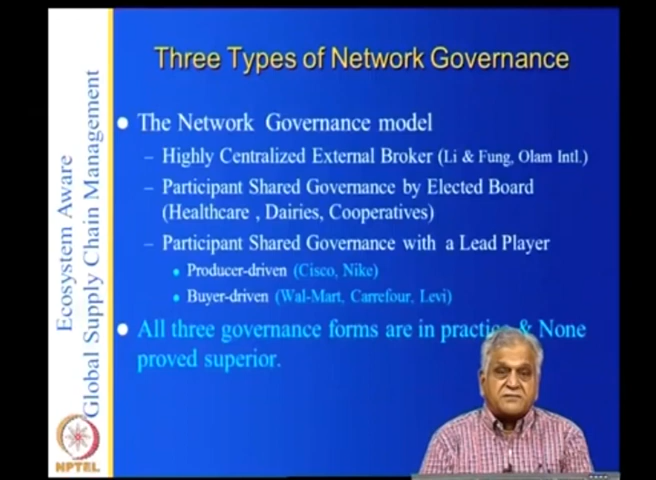 Three Types of Network Governance
Ecosystem Aware
Global Supply Chain Management
• The Network Governance model
– Highly Centralized External Broker (Li & Fung, Olam Intl.)
– Participant Shared Governance by Elected Board
(Healthcare , Dairies, Cooperatives)
– Participant Shared Governance with a Lead Player
• Producer-driven (Cisco, Nike)
• Buyer-driven (Wal-Mart, Carrefour, Levi)
• All three governance forms are in practice & None
proved superior.
NPTEL